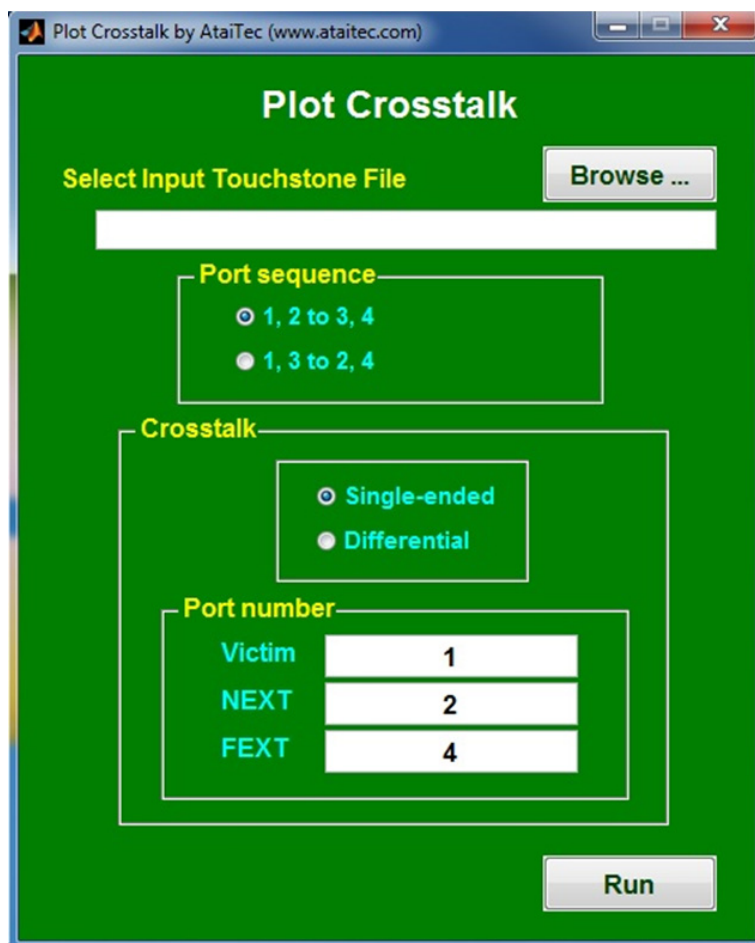 Plot Crosstalk by AtaiTec (www.ataitec.com)
Plot Crosstalk
Select Input Touchstone File
Browse ...
Port sequence
1, 2 to 3, 4
1, 3 to 2, 4
Crosstalk
Single-ended
Differential
Port number
Victim 1
NEXT 2
FEXT 4
Run